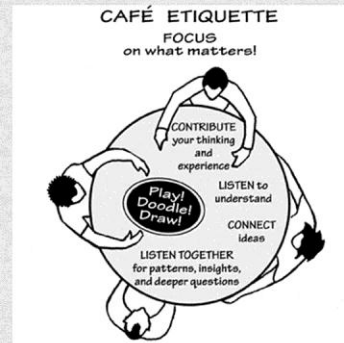 CAFÉ ETIQUETTE
FOCUS
on what matters!
CONTRIBUTE
your thinking
and
experience
Play!
Doodle!
Draw!
LISTEN to
understand
CONNECT
ideas
LISTEN TOGETHER
for patterns, insights,
and deeper questions